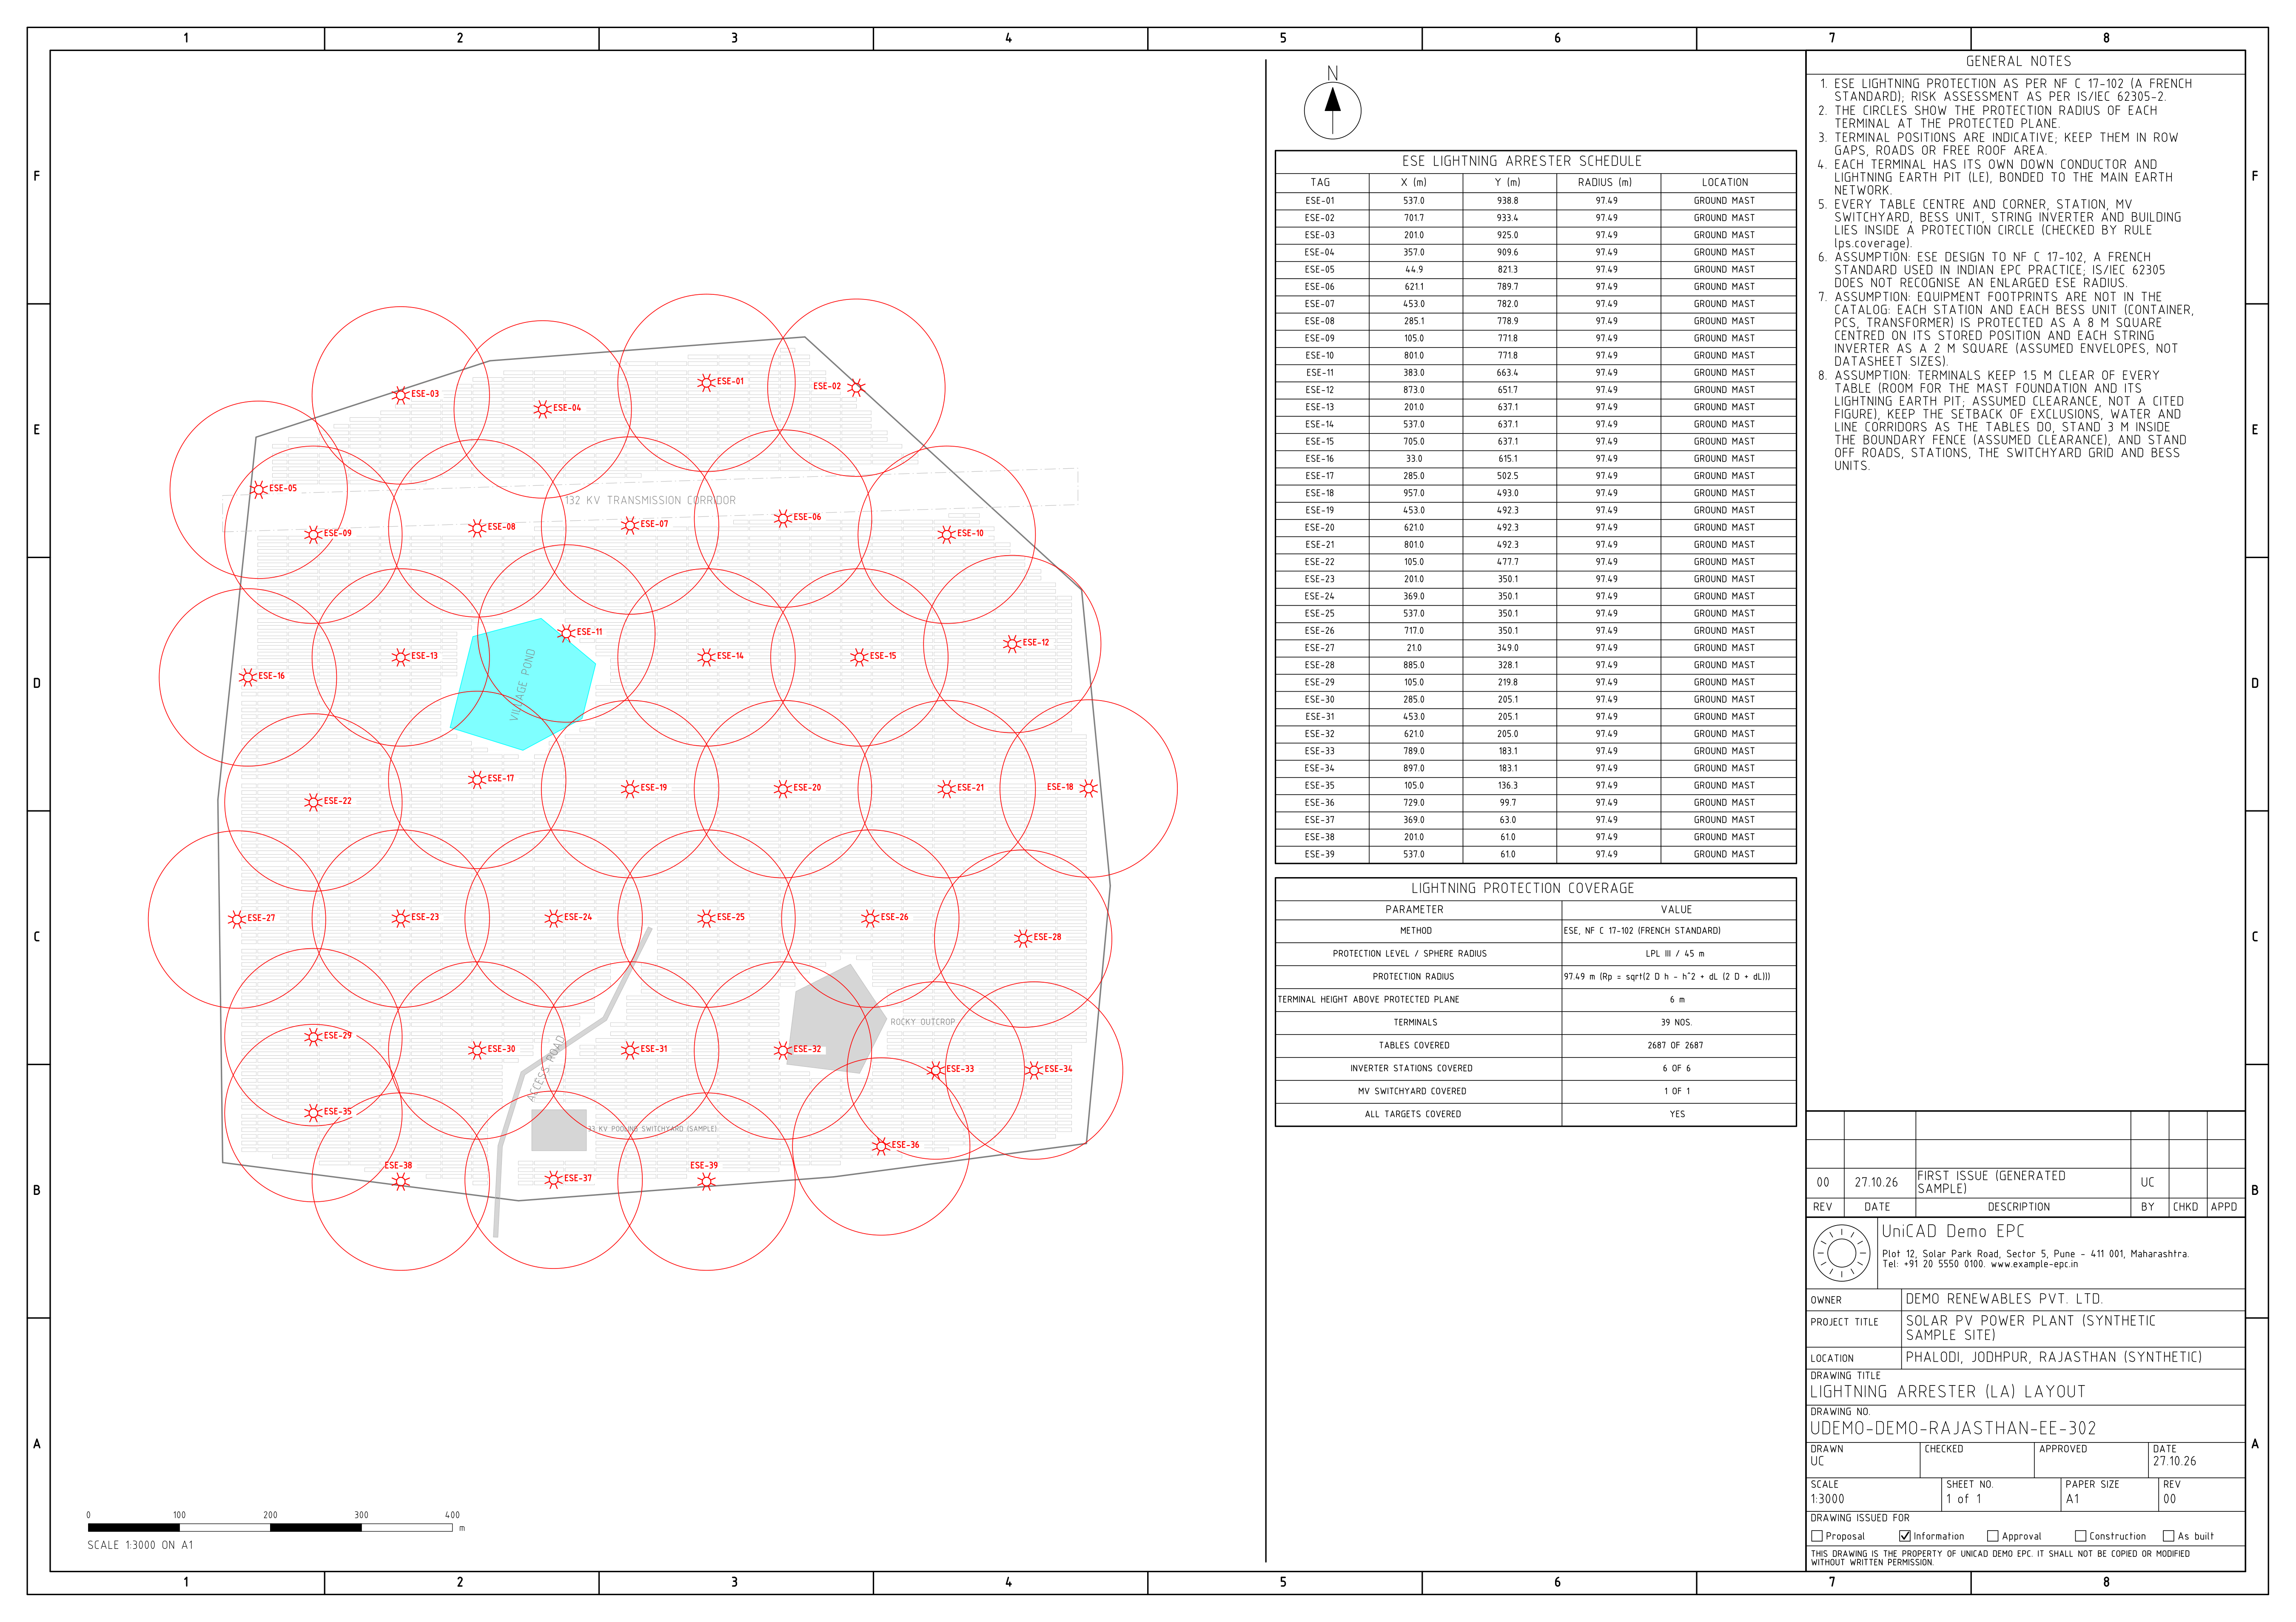 1 2 3 4 5 6 7 8
F
E
D
C
B
A
ESE-01
ESE-02
ESE-03
ESE-04
ESE-05
132 KV TRANSMISSION CORRIDOR
ESE-06
ESE-07
ESE-08
ESE-09
ESE-10
ESE-11
ESE-12
ESE-13
ESE-14
ESE-15
ESE-16
VILLAGE POND
ESE-17
ESE-18
ESE-19
ESE-20
ESE-21
ESE-22
ESE-23
ESE-24
ESE-25
ESE-26
ESE-27
ESE-28
ROCKY OUTCROP
ESE-29
ESE-30
ESE-31
ESE-32
ESE-33
ESE-34
ACCESS ROAD
ESE-35
33 KV POOLING SWITCHYARD (SAMPLE)
ESE-36
ESE-37
ESE-38
ESE-39
0 100 200 300 400
m
SCALE 1:3000 ON A1
N
ESE LIGHTNING ARRESTER SCHEDULE
TAG X (m) Y (m) RADIUS (m) LOCATION
ESE-01 537.0 938.8 97.49 GROUND MAST
ESE-02 701.7 933.4 97.49 GROUND MAST
ESE-03 201.0 925.0 97.49 GROUND MAST
ESE-04 357.0 909.6 97.49 GROUND MAST
ESE-05 44.9 821.3 97.49 GROUND MAST
ESE-06 621.1 789.7 97.49 GROUND MAST
ESE-07 453.0 782.0 97.49 GROUND MAST
ESE-08 285.1 778.9 97.49 GROUND MAST
ESE-09 105.0 771.8 97.49 GROUND MAST
ESE-10 801.0 771.8 97.49 GROUND MAST
ESE-11 383.0 663.4 97.49 GROUND MAST
ESE-12 873.0 651.7 97.49 GROUND MAST
ESE-13 201.0 637.1 97.49 GROUND MAST
ESE-14 537.0 637.1 97.49 GROUND MAST
ESE-15 705.0 637.1 97.49 GROUND MAST
ESE-16 33.0 615.1 97.49 GROUND MAST
ESE-17 285.0 502.5 97.49 GROUND MAST
ESE-18 957.0 493.0 97.49 GROUND MAST
ESE-19 453.0 492.3 97.49 GROUND MAST
ESE-20 621.0 492.3 97.49 GROUND MAST
ESE-21 801.0 492.3 97.49 GROUND MAST
ESE-22 105.0 477.7 97.49 GROUND MAST
ESE-23 201.0 350.1 97.49 GROUND MAST
ESE-24 369.0 350.1 97.49 GROUND MAST
ESE-25 537.0 350.1 97.49 GROUND MAST
ESE-26 717.0 350.1 97.49 GROUND MAST
ESE-27 21.0 349.0 97.49 GROUND MAST
ESE-28 885.0 328.1 97.49 GROUND MAST
ESE-29 105.0 219.8 97.49 GROUND MAST
ESE-30 285.0 205.1 97.49 GROUND MAST
ESE-31 453.0 205.1 97.49 GROUND MAST
ESE-32 621.0 205.0 97.49 GROUND MAST
ESE-33 789.0 183.1 97.49 GROUND MAST
ESE-34 897.0 183.1 97.49 GROUND MAST
ESE-35 105.0 136.3 97.49 GROUND MAST
ESE-36 729.0 99.7 97.49 GROUND MAST
ESE-37 369.0 63.0 97.49 GROUND MAST
ESE-38 201.0 61.0 97.49 GROUND MAST
ESE-39 537.0 61.0 97.49 GROUND MAST
LIGHTNING PROTECTION COVERAGE
PARAMETER VALUE
METHOD ESE, NF C 17-102 (FRENCH STANDARD)
PROTECTION LEVEL / SPHERE RADIUS LPL III / 45 m
PROTECTION RADIUS 97.49 m (Rp = sqrt(2 D h - h^2 + dL (2 D + dL)))
TERMINAL HEIGHT ABOVE PROTECTED PLANE 6 m
TERMINALS 39 NOS.
TABLES COVERED 2687 OF 2687
INVERTER STATIONS COVERED 6 OF 6
MV SWITCHYARD COVERED 1 OF 1
ALL TARGETS COVERED YES
GENERAL NOTES
1. ESE LIGHTNING PROTECTION AS PER NF C 17-102 (A FRENCH
STANDARD); RISK ASSESSMENT AS PER IS/IEC 62305-2.
2. THE CIRCLES SHOW THE PROTECTION RADIUS OF EACH
TERMINAL AT THE PROTECTED PLANE.
3. TERMINAL POSITIONS ARE INDICATIVE; KEEP THEM IN ROW
GAPS, ROADS OR FREE ROOF AREA.
4. EACH TERMINAL HAS ITS OWN DOWN CONDUCTOR AND
LIGHTNING EARTH PIT (LE), BONDED TO THE MAIN EARTH
NETWORK.
5. EVERY TABLE CENTRE AND CORNER, STATION, MV
SWITCHYARD, BESS UNIT, STRING INVERTER AND BUILDING
LIES INSIDE A PROTECTION CIRCLE (CHECKED BY RULE
lps.coverage).
6. ASSUMPTION: ESE DESIGN TO NF C 17-102, A FRENCH
STANDARD USED IN INDIAN EPC PRACTICE; IS/IEC 62305
DOES NOT RECOGNISE AN ENLARGED ESE RADIUS.
7. ASSUMPTION: EQUIPMENT FOOTPRINTS ARE NOT IN THE
CATALOG: EACH STATION AND EACH BESS UNIT (CONTAINER,
PCS, TRANSFORMER) IS PROTECTED AS A 8 M SQUARE
CENTRED ON ITS STORED POSITION AND EACH STRING
INVERTER AS A 2 M SQUARE (ASSUMED ENVELOPES, NOT
DATASHEET SIZES).
8. ASSUMPTION: TERMINALS KEEP 1.5 M CLEAR OF EVERY
TABLE (ROOM FOR THE MAST FOUNDATION AND ITS
LIGHTNING EARTH PIT; ASSUMED CLEARANCE, NOT A CITED
FIGURE), KEEP THE SETBACK OF EXCLUSIONS, WATER AND
LINE CORRIDORS AS THE TABLES DO, STAND 3 M INSIDE
THE BOUNDARY FENCE (ASSUMED CLEARANCE), AND STAND
OFF ROADS, STATIONS, THE SWITCHYARD GRID AND BESS
UNITS.
00 27.10.26 FIRST ISSUE (GENERATED
SAMPLE) UC
REV DATE DESCRIPTION BY CHKD APPD
UniCAD Demo EPC
Plot 12, Solar Park Road, Sector 5, Pune - 411 001, Maharashtra.
Tel: +91 20 5550 0100. www.example-epc.in
OWNER DEMO RENEWABLES PVT. LTD.
PROJECT TITLE SOLAR PV POWER PLANT (SYNTHETIC
SAMPLE SITE)
LOCATION PHALODI, JODHPUR, RAJASTHAN (SYNTHETIC)
DRAWING TITLE
LIGHTNING ARRESTER (LA) LAYOUT
DRAWING NO.
UDEMO-DEMO-RAJASTHAN-EE-302
DRAWN CHECKED APPROVED DATE
UC 27.10.26
SCALE SHEET NO. PAPER SIZE REV
1:3000 1 of 1 A1 00
DRAWING ISSUED FOR
Proposal Information Approval Construction As built
THIS DRAWING IS THE PROPERTY OF UNICAD DEMO EPC. IT SHALL NOT BE COPIED OR MODIFIED
WITHOUT WRITTEN PERMISSION.
F
E
D
C
B
A
1 2 3 4 5 6 7 8